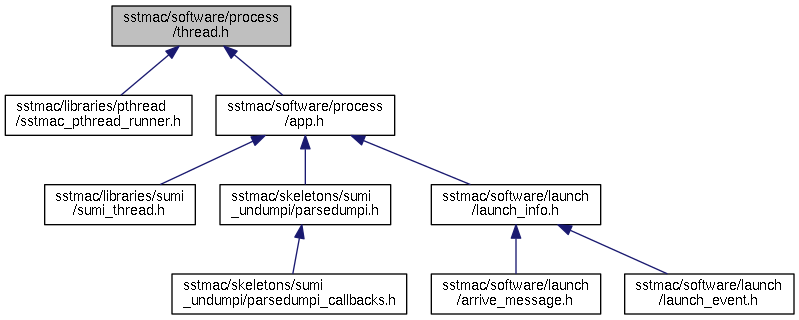 sstmac/software/process
/thread.h
sstmac/libraries/pthread
/sstmac_pthread_runner.h
sstmac/software/process
/app.h
sstmac/libraries/sumi
/sumi_thread.h
sstmac/skeletons/sumi
_undumpi/parsedumpi.h
sstmac/software/launch
/launch_info.h
sstmac/skeletons/sumi
_undumpi/parsedumpi_callbacks.h
sstmac/software/launch
/arrive_message.h
sstmac/software/launch
/launch_event.h